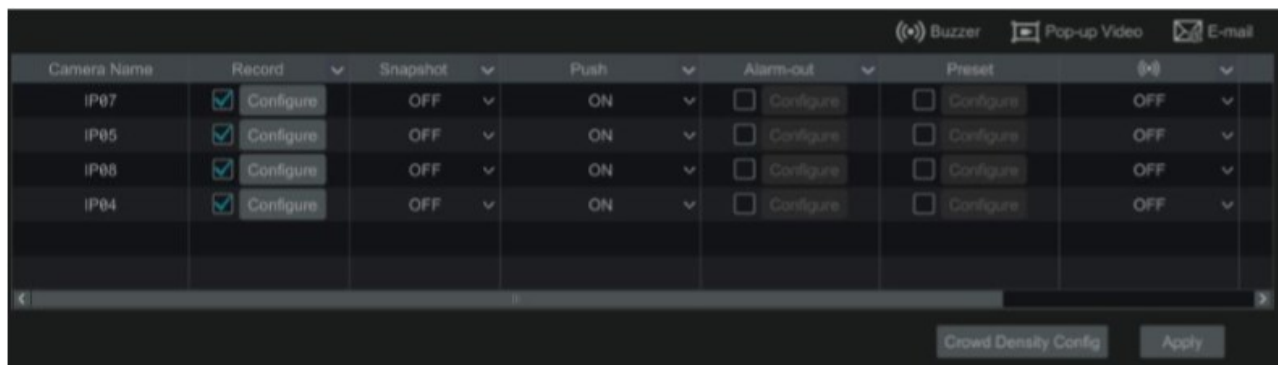 Buzzer Pop-up Video E-mail
Camera Name Record Snapshot Push Alarm-out Preset
IP07 Configure OFF ON Configure Configure OFF
IP05 Configure OFF ON Configure Configure OFF
IP08 Configure OFF ON Configure Configure OFF
IP04 Configure OFF ON Configure Configure OFF
Crowd Density Config Apply